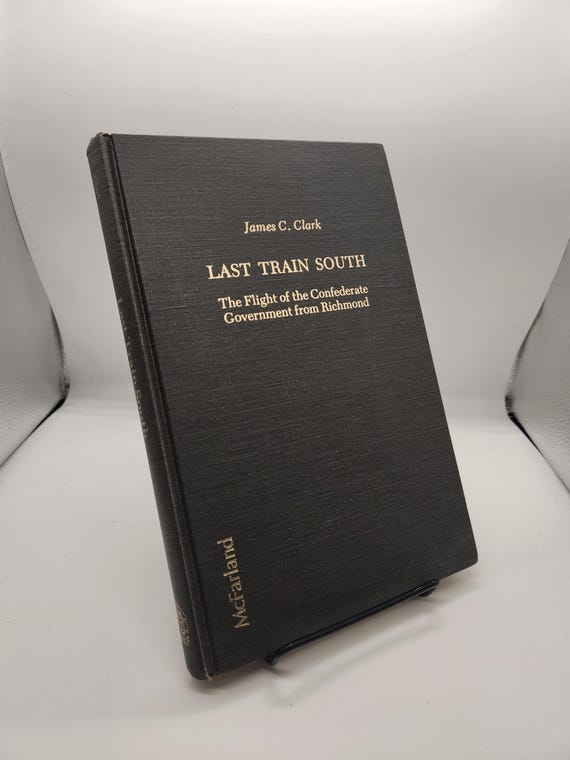 James C. Clark
LAST TRAIN SOUTH
The Flight of the Confederate
Government from Richmond
McFarland
Last Train South